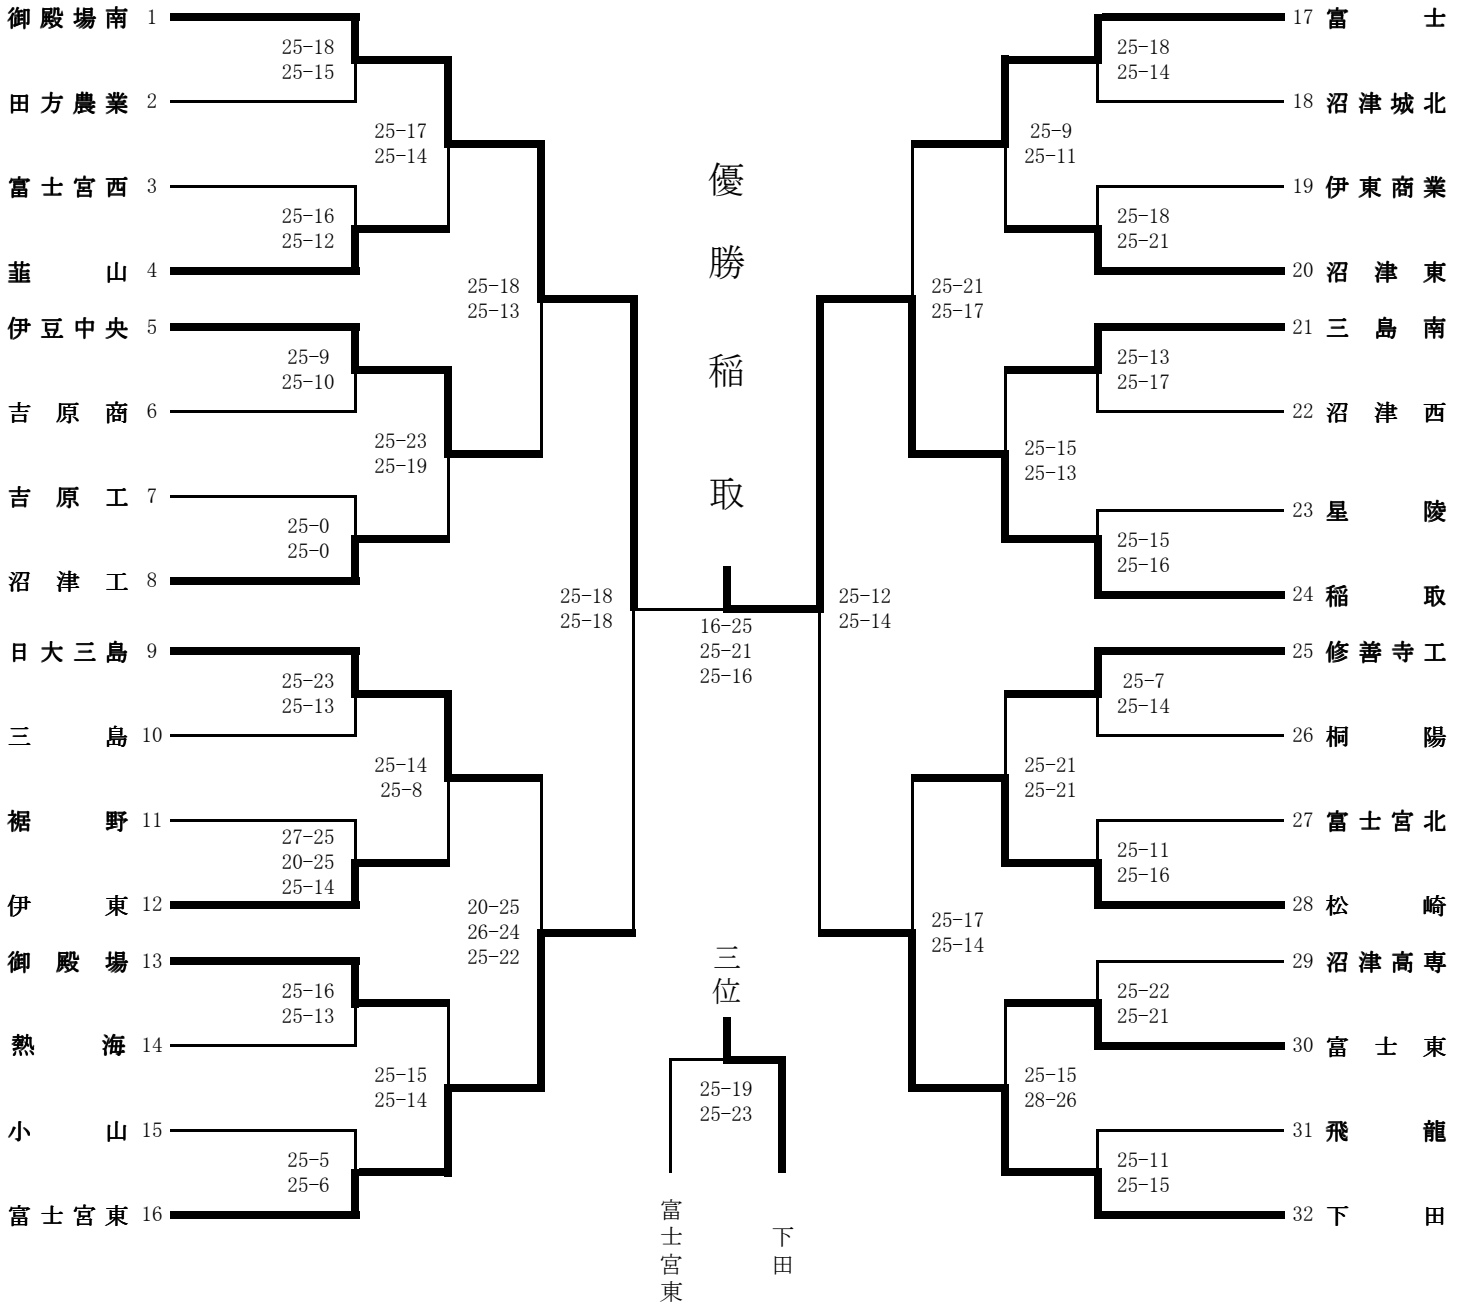 御殿場南 1
25-18
25-15
田方農業 2
25-17
25-14
富士宮西 3
25-16
25-12
韮山 4
25-18
25-13
伊豆中央 5
25-9
25-10
吉原商 6
25-23
25-19
吉原工 7
25-0
25-0
沼津工 8
25-18
25-18
日大三島 9
25-23
25-13
三島 10
25-14
25-8
裾野 11
27-25
20-25
25-14
伊東 12
20-25
26-24
25-22
御殿場 13
25-16
25-13
熱海 14
25-15
25-14
小山 15
25-5
25-6
富士宮東 16
優勝
稲取
16-25
25-21
25-16
三位
25-19
25-23
富士宮東
下田
17 富士
25-18
25-14
18 沼津城北
25-9
25-11
19 伊東商業
25-18
25-21
20 沼津東
25-21
25-17
21 三島南
25-13
25-17
22 沼津西
25-15
25-13
23 星陵
25-15
25-16
24 稲取
25-12
25-14
25 修善寺工
25-7
25-14
26 桐陽
25-21
25-21
27 富士宮北
25-11
25-16
28 松崎
25-17
25-14
29 沼津高専
25-22
25-21
30 富士東
25-15
28-26
31 飛龍
25-11
25-15
32 下田